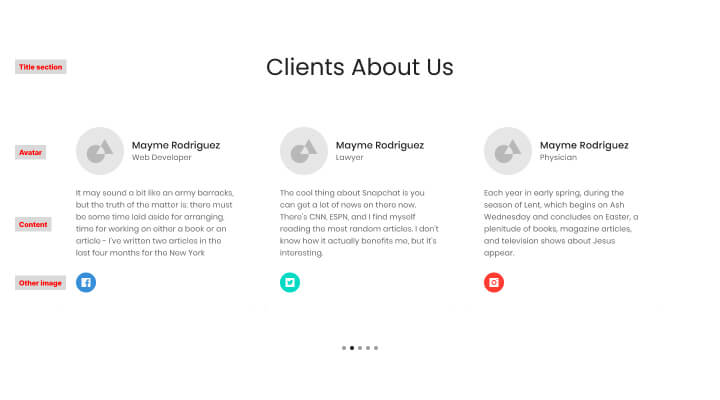 Title section
Clients About Us
Avatar
Mayme Rodriguez
Web Developer
Mayme Rodriguez
Lawyer
Mayme Rodriguez
Physician
Content
It may sound a bit like an army barracks,
but the truth of the matter is: there must
be some time laid aside for arranging,
time for working on either a book or an
article - I've written two articles in the
last four months for the New York
The cool thing about Snapchat is you
can get a lot of news on there now.
There's CNN, ESPN, and I find myself
reading the most random articles. I don't
know how it actually benefits me, but it's
interesting.
Each year in early spring, during the
season of Lent, which begins on Ash
Wednesday and concludes on Easter, a
plenitude of books, magazine articles,
and television shows about Jesus
appear.
Other image